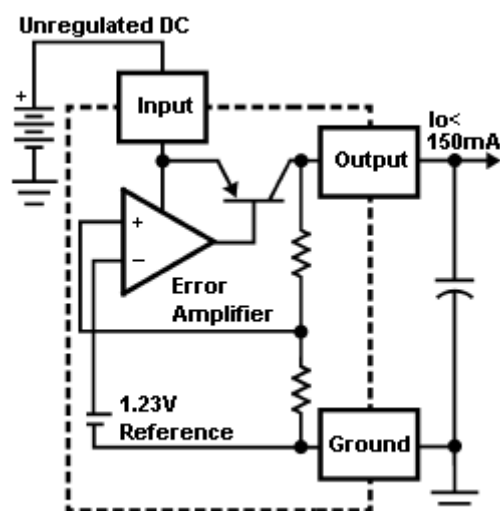 Unregulated DC
+
Input
Io<
150mA
Output
+
–
Error
Amplifier
1.23V
Reference
Ground